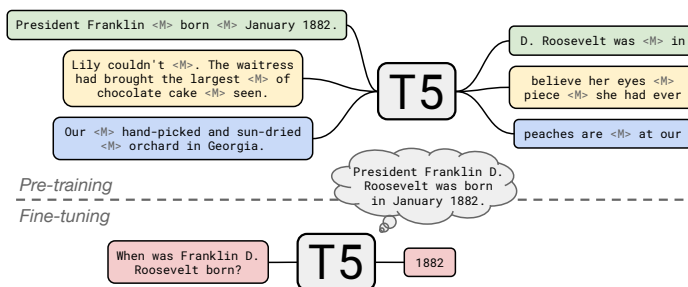 President Franklin <M> born <M> January 1882.
Lily couldn't <M>. The waitress
had brought the largest <M> of
chocolate cake <M> seen.
Our <M> hand-picked and sun-dried
<M> orchard in Georgia.
T5
D. Roosevelt was <M> in
believe her eyes <M>
piece <M> she had ever
peaches are <M> at our
Pre-training
President Franklin D.
Roosevelt was born
in January 1882.
Fine-tuning
When was Franklin D.
Roosevelt born?
T5
1882